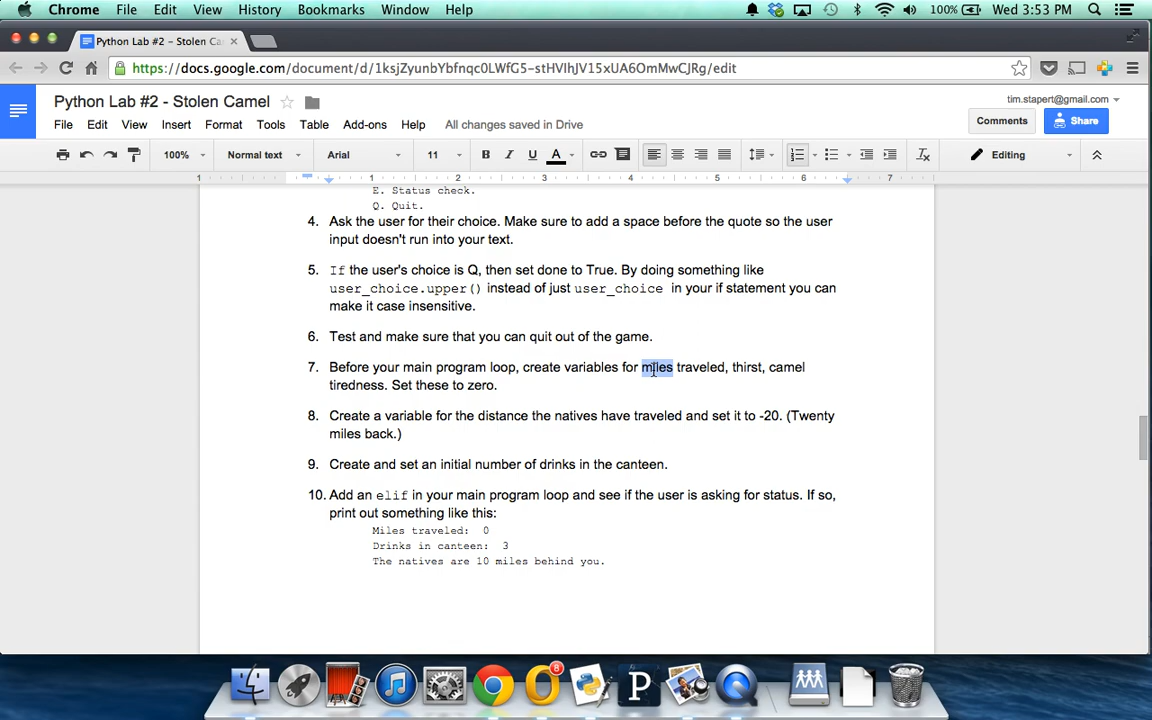 Chrome File Edit View History Bookmarks Window Help 100% Wed 3:53 PM
Python Lab #2 - Stolen Ca
https://docs.google.com/document/d/1ksjZyunbYbfnqc0LWfG5-stHVIhJV15xUA6OmMwCJRg/edit
Python Lab #2 - Stolen Camel
tim.stapert@gmail.com
File Edit View Insert Format Tools Table Add-ons Help All changes saved in Drive
Comments Share
100% Normal text Arial 11 B I U A Editing
1 1 2 3 4 5 6 7
E. Status check.
Q. Quit.
4. Ask the user for their choice. Make sure to add a space before the quote so the user
input doesn't run into your text.
5. If the user's choice is Q, then set done to True. By doing something like
user_choice.upper() instead of just user_choice in your if statement you can
make it case insensitive.
6. Test and make sure that you can quit out of the game.
7. Before your main program loop, create variables for miles traveled, thirst, camel
tiredness. Set these to zero.
8. Create a variable for the distance the natives have traveled and set it to -20. (Twenty
miles back.)
9. Create and set an initial number of drinks in the canteen.
10. Add an elif in your main program loop and see if the user is asking for status. If so,
print out something like this:
Miles traveled: 0
Drinks in canteen: 3
The natives are 10 miles behind you.
8
P